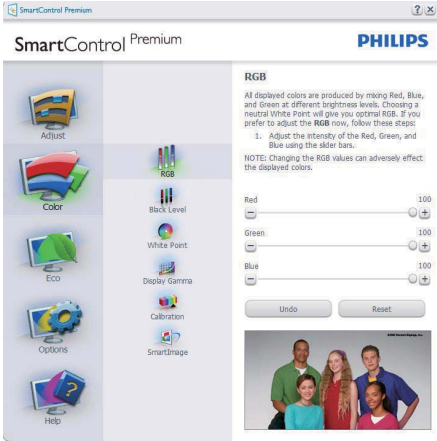 SmartControl Premium
SmartControl Premium
PHILIPS
Adjust
Color
Eco
Options
Help
RGB
Black Level
White Point
Display Gamma
Calibration
SmartImage
RGB
All displayed colors are produced by mixing Red, Blue,
and Green at different brightness levels. Choosing a
neutral White Point will give you optimal RGB. If you
prefer to adjust the RGB now, follow these steps:
1. Adjust the intensity of the Red, Green, and
Blue using the slider bars.
NOTE: Changing the RGB values can adversely effect
the displayed colors.
Red 100
Green 100
Blue 100
Undo Reset